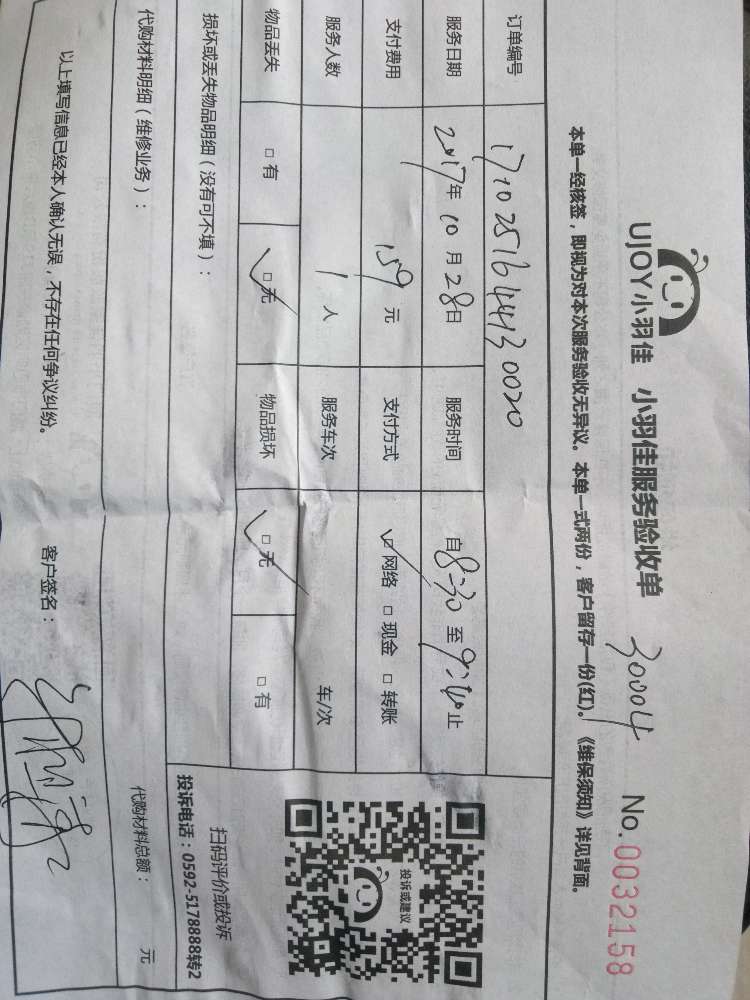 UJOY小羽佳 小羽佳服务验收单 30004 No.0032158
本单一经核签，即视为对本次服务验收无异议。本单一式两份，客户留存一份(红)。《维保须知》详见背面。
订单编号 1710251644130020
服务日期 2017年10月28日 服务时间 自8:30至9:40止
支付费用 159元 支付方式 ☑网络 □现金 □转账
服务人数 1人 服务车次 车/次
物品丢失 □有 ☑无 物品损坏 ☑无 □有
投诉或建议
扫码评价或投诉
投诉电话：0592-5178888转2
损坏或丢失物品明细（没有可不填）：
代购材料明细（维修业务）： 代购材料总额： 元
以上填写信息已经本人确认无误，不存在任何争议纠纷。 客户签名：